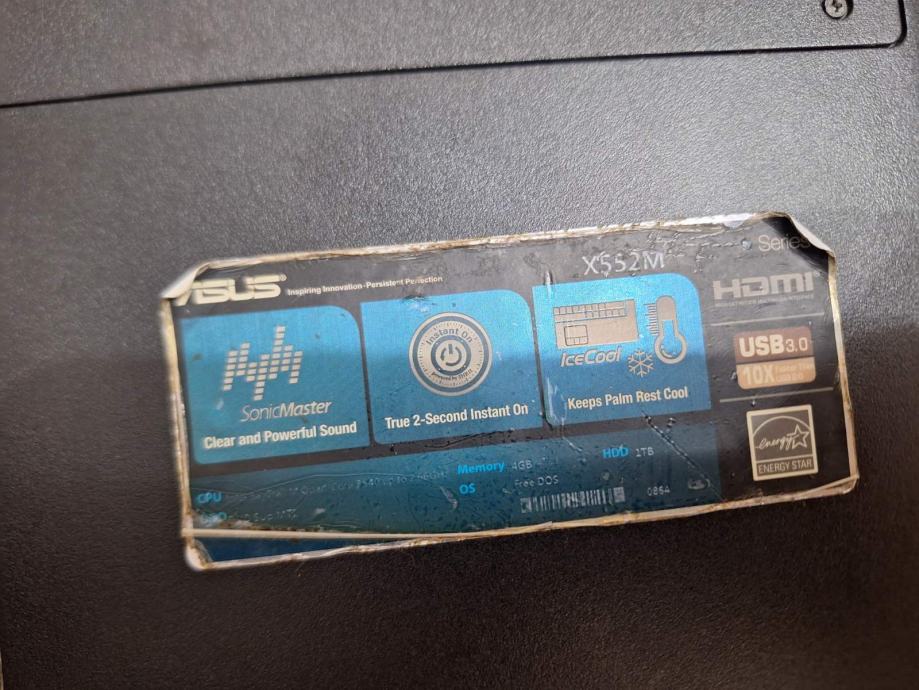 X552M Series
ASUS Inspiring Innovation · Persistent Perfection
HDMI
Instant On
IceCool
USB 3.0
10X
SonicMaster
Clear and Powerful Sound
True 2-Second Instant On
Keeps Palm Rest Cool
energy
ENERGY STAR
CPU
Memory 4GB
HDD 1TB
OS Free DOS
0864